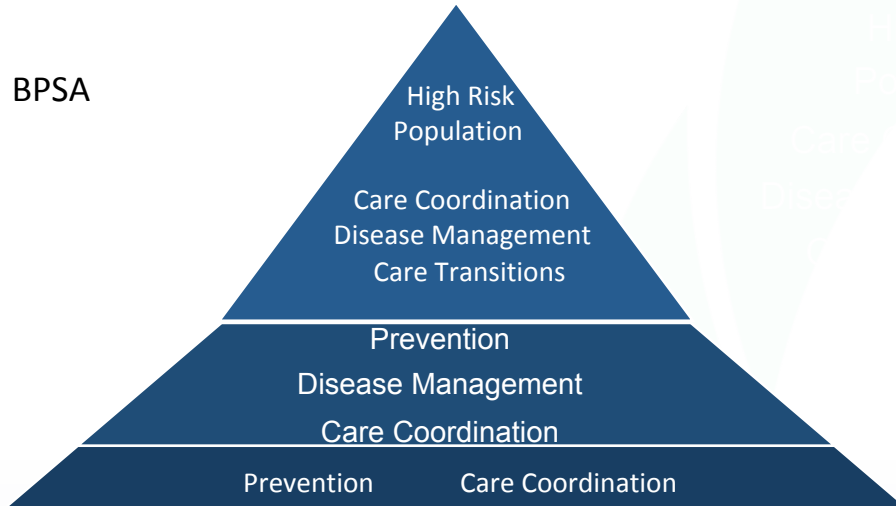 BPSA
High Risk
Population
Care Coordination
Disease Management
Care Transitions
Prevention
Disease Management
Care Coordination
Prevention Care Coordination